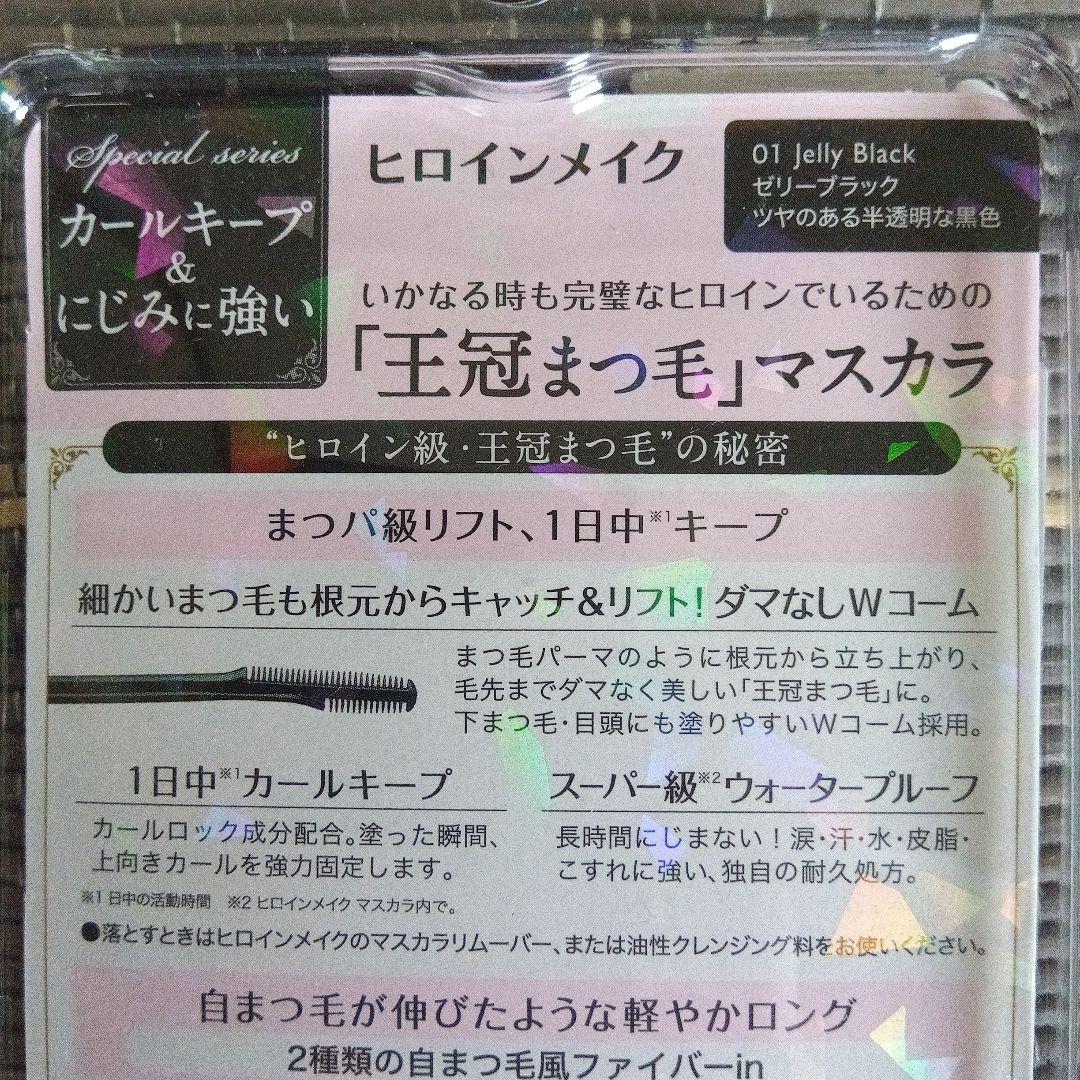 Special series
カールキープ
&
にじみに強い
ヒロインメイク
01 Jelly Black
ゼリーブラック
ツヤのある半透明な黒色
いかなる時も完璧なヒロインでいるための
「王冠まつ毛」マスカラ
“ヒロイン級・王冠まつ毛”の秘密
まつパ級リフト、1日中※1キープ
細かいまつ毛も根元からキャッチ&リフト!ダマなしWコーム
まつ毛パーマのように根元から立ち上がり、
毛先までダマなく美しい「王冠まつ毛」に。
下まつ毛・目頭にも塗りやすいWコーム採用。
1日中※1カールキープ
カールロック成分配合。塗った瞬間、
上向きカールを強力固定します。
スーパー級※2ウォータープルーフ
長時間にじまない!涙・汗・水・皮脂・
こすれに強い、独自の耐久処方。
※1 日中の活動時間 ※2 ヒロインメイク マスカラ内で。
●落とすときはヒロインメイクのマスカラリムーバー、または油性クレンジング料をお使いください。
自まつ毛が伸びたような軽やかロング
2種類の自まつ毛風ファイバーin